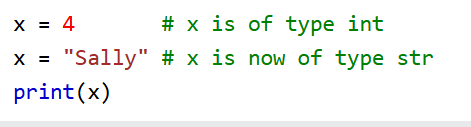 x = 4       # x is of type int
x = "Sally" # x is now of type str
print(x)